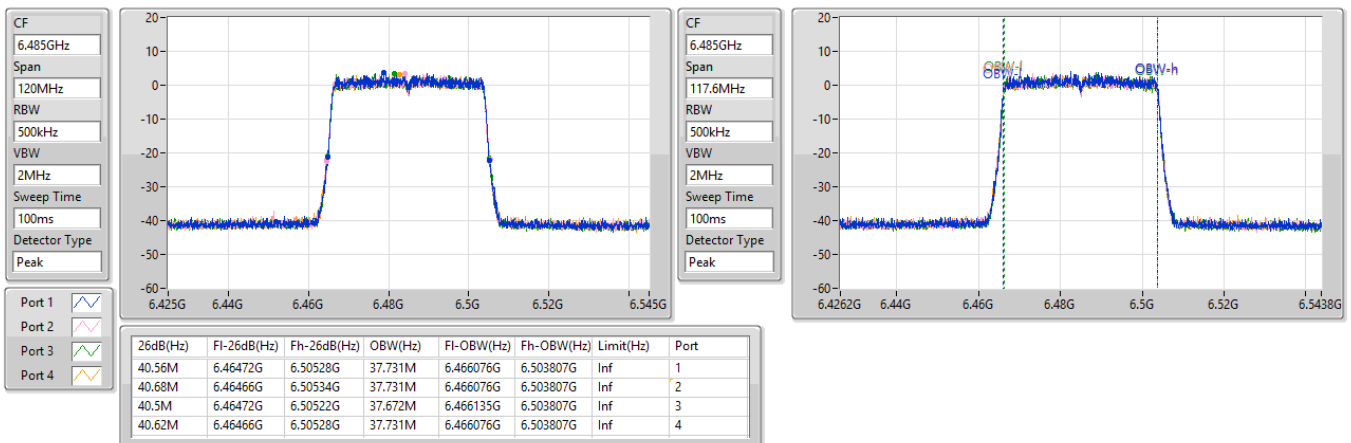 CF
6.485GHz
Span
120MHz
RBW
500kHz
VBW
2MHz
Sweep Time
100ms
Detector Type
Peak
20
10
0
-10
-20
-30
-40
-50
-60
6.425G 6.44G 6.46G 6.48G 6.5G 6.52G 6.545G
CF
6.485GHz
Span
117.6MHz
RBW
500kHz
VBW
2MHz
Sweep Time
100ms
Detector Type
Peak
20
10
0
-10
-20
-30
-40
-50
-60
OBW-l OBW-h
6.4262G 6.44G 6.46G 6.48G 6.5G 6.52G 6.5438G
Port 1
Port 2
Port 3
Port 4
26dB(Hz) Fl-26dB(Hz) Fh-26dB(Hz) OBW(Hz) Fl-OBW(Hz) Fh-OBW(Hz) Limit(Hz) Port
40.56M 6.46472G 6.50528G 37.731M 6.466076G 6.503807G Inf 1
40.68M 6.46466G 6.50534G 37.731M 6.466076G 6.503807G Inf 2
40.5M 6.46472G 6.50522G 37.672M 6.466135G 6.503807G Inf 3
40.62M 6.46466G 6.50528G 37.731M 6.466076G 6.503807G Inf 4